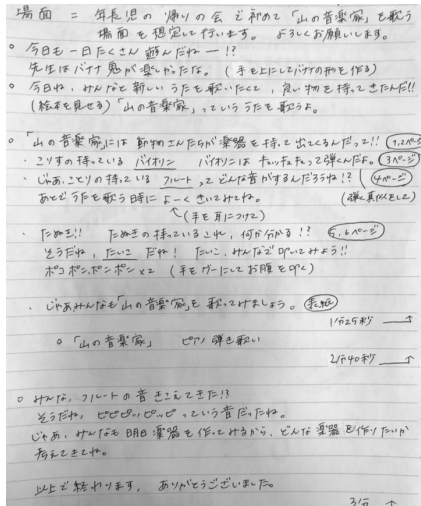 場面 = 年長児の帰りの会で初めて「山の音楽家」を歌う
場面を想定して行います。よろしくお願いします。
○ 今日も一日たくさん遊んだねー!?
先生はバナナ鬼が楽しかったな。(手を上にしてバナナの形を作る)
○ 今日ね、みんなと新しいうたを歌いたくて、良い物を持ってきたんだ!!
(絵本を見せる)「山の音楽家」っていううたを歌うよ。
○ 「山の音楽家」には動物さんたちが楽器を持って出てくるんだって!! 1,2ページ
・ こりすの持っているバイオリン バイオリンはキュッキュッって弾くんだよ。 3ページ
・ じゃあ、ことりの持っているフルートってどんな音がするんだろうね!? 4ページ
あとでうたを歌う時によーくきいてみてね。 (弾く真似をして)
(手を耳につけて)
・ たぬき!! たぬきの持っているこれ、何か分かる!? 5,6ページ
そうだね、たいこだね! たいこ、みんなで叩いてみよう!!
ポコポンポンポン×2 (手をグーにしてお腹を叩く)
・ じゃあみんなも「山の音楽家」を歌ってみましょう。 表紙
1分25秒
○ 「山の音楽家」 ピアノ弾き歌い
2分40秒
○ みんな、フルートの音きこえてきた!?
そうだね、ピピピッピッピっていう音だったね。
じゃあ、みんなも明日楽器を作ってみるから、どんな楽器を作りたいか
考えてきてね。
以上で終わります。ありがとうございました。
3分